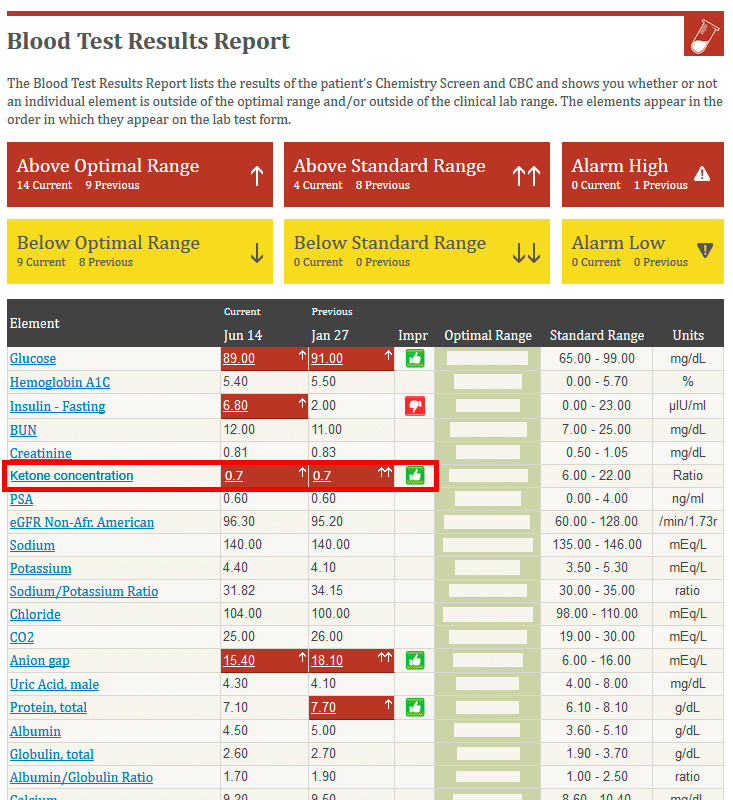 Blood Test Results Report
The Blood Test Results Report lists the results of the patient's Chemistry Screen and CBC and shows you whether or not
an individual element is outside of the optimal range and/or outside of the clinical lab range. The elements appear in the
order in which they appear on the lab test form.
Above Optimal Range
14 Current 9 Previous
Above Standard Range
4 Current 8 Previous
Alarm High
0 Current 1 Previous
Below Optimal Range
9 Current 8 Previous
Below Standard Range
0 Current 0 Previous
Alarm Low
0 Current 0 Previous
Current Previous
Element Jun 14 Jan 27 Impr Optimal Range Standard Range Units
Glucose 89.00 91.00 65.00 - 99.00 mg/dL
Hemoglobin A1C 5.40 5.50 0.00 - 5.70 %
Insulin - Fasting 6.80 2.00 0.00 - 23.00 µIU/ml
BUN 12.00 11.00 7.00 - 25.00 mg/dL
Creatinine 0.81 0.83 0.50 - 1.05 mg/dL
Ketone concentration 0.7 0.7 6.00 - 22.00 Ratio
PSA 0.60 0.60 0.00 - 4.00 ng/ml
eGFR Non-Afr. American 96.30 95.20 60.00 - 128.00 /min/1.73r
Sodium 140.00 140.00 135.00 - 146.00 mEq/L
Potassium 4.40 4.10 3.50 - 5.30 mEq/L
Sodium/Potassium Ratio 31.82 34.15 30.00 - 35.00 ratio
Chloride 104.00 100.00 98.00 - 110.00 mEq/L
CO2 25.00 26.00 19.00 - 30.00 mEq/L
Anion gap 15.40 18.10 6.00 - 16.00 mEq/L
Uric Acid, male 4.30 4.10 4.00 - 8.00 mg/dL
Protein, total 7.10 7.70 6.10 - 8.10 g/dL
Albumin 4.50 5.00 3.60 - 5.10 g/dL
Globulin, total 2.60 2.70 1.90 - 3.70 g/dL
Albumin/Globulin Ratio 1.70 1.90 1.00 - 2.50 ratio
Calcium 9.20 9.50 8.60 - 10.40 mg/dL